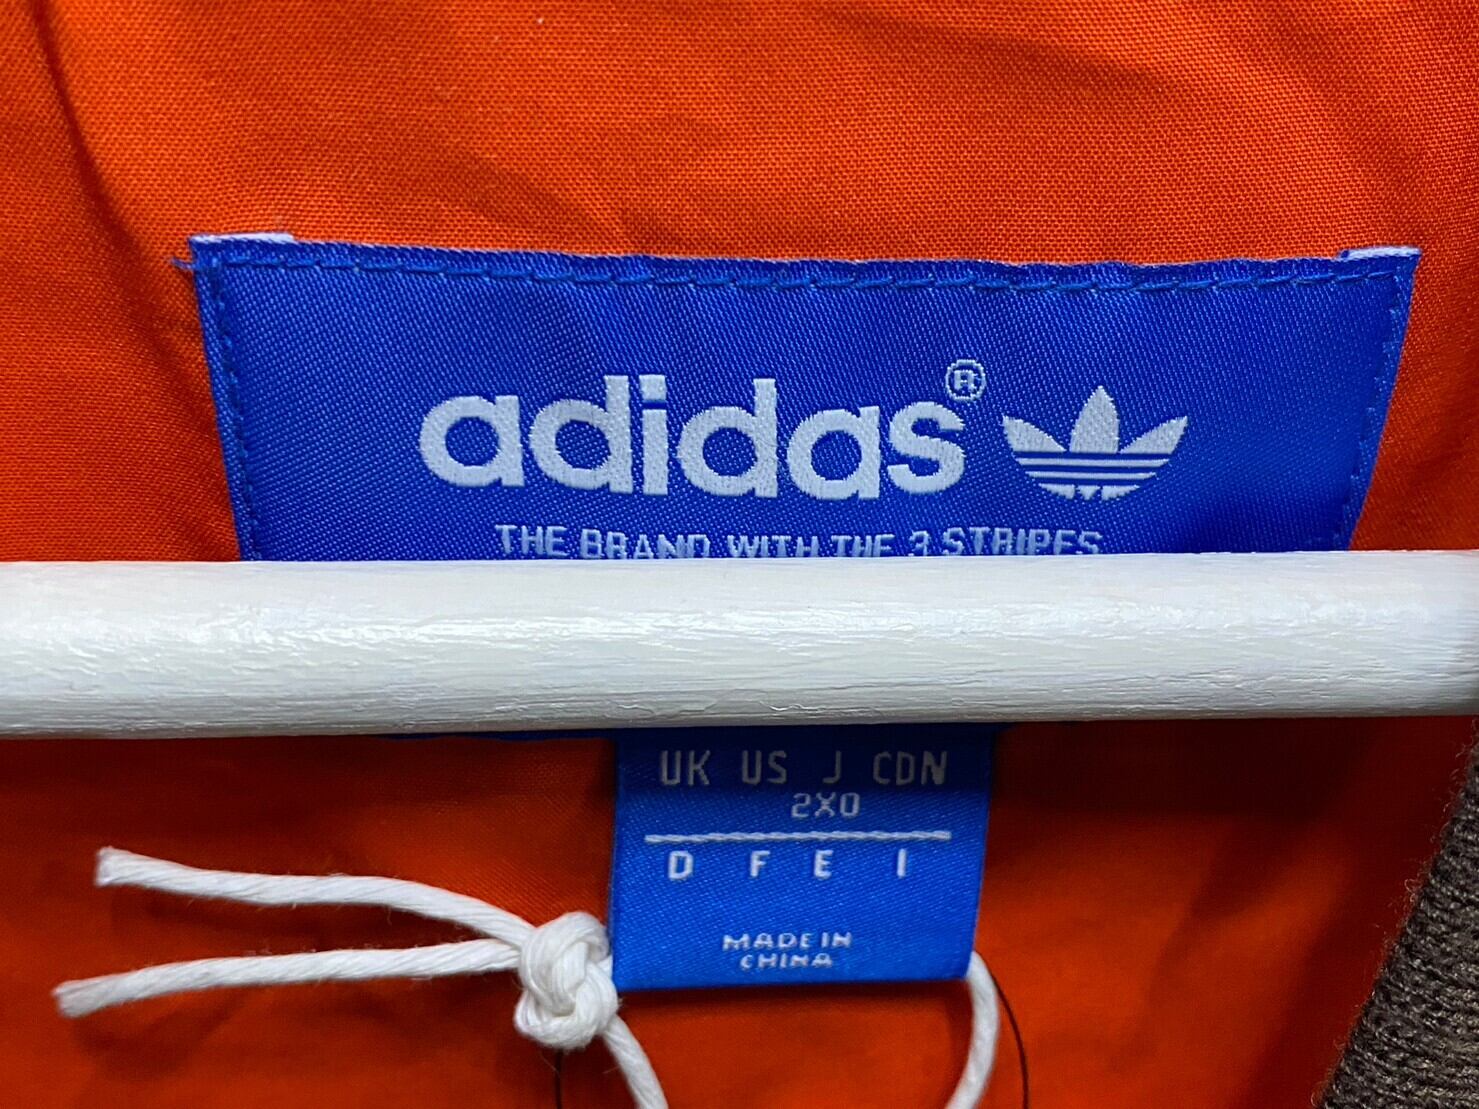 adidas®
THE BRAND WITH THE 3 STRIPES
UK US J CDN
2XO
D F E I
MADE IN
CHINA